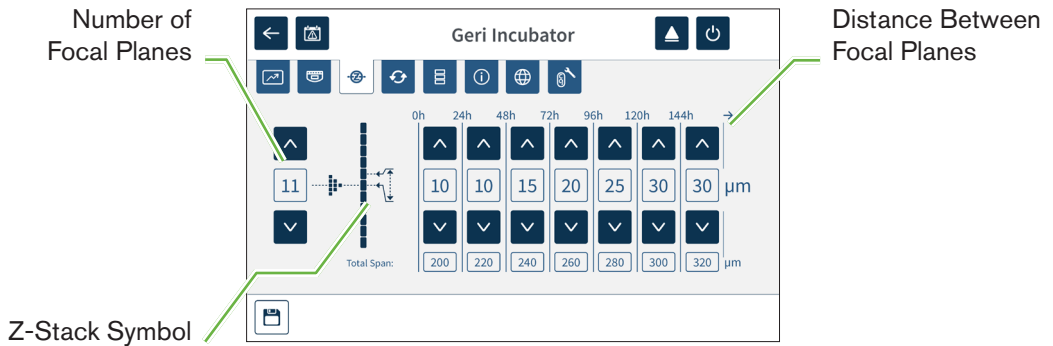 Number of
Focal Planes
Geri Incubator
Distance Between
Focal Planes
0h 24h 48h 72h 96h 120h 144h →
11 10 10 15 20 25 30 30 µm
Total Span: 200 220 240 260 280 300 320 µm
Z-Stack Symbol